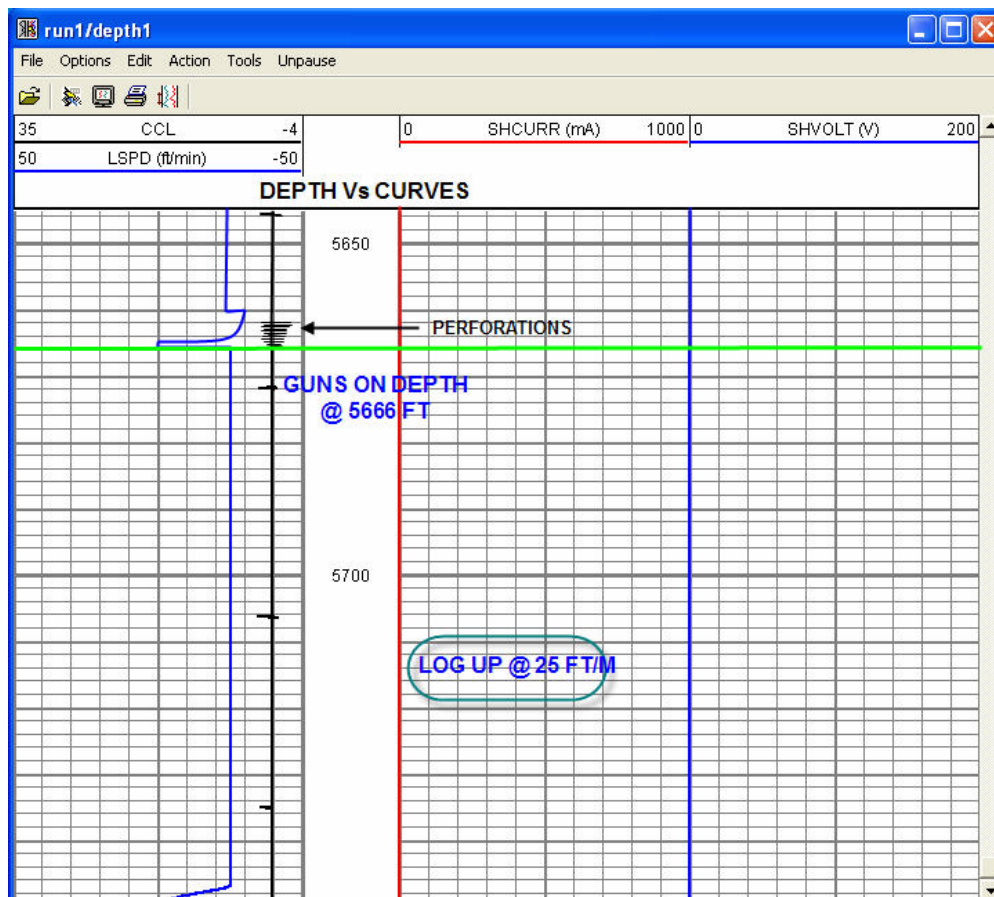 run1/depth1
File Options Edit Action Tools Unpause
35 CCL -4 0 SHCURR (mA) 1000 0 SHVOLT (V) 200
50 LSPD (ft/min) -50
DEPTH Vs CURVES
5650
PERFORATIONS
GUNS ON DEPTH
@ 5666 FT
5700
LOG UP @ 25 FT/M